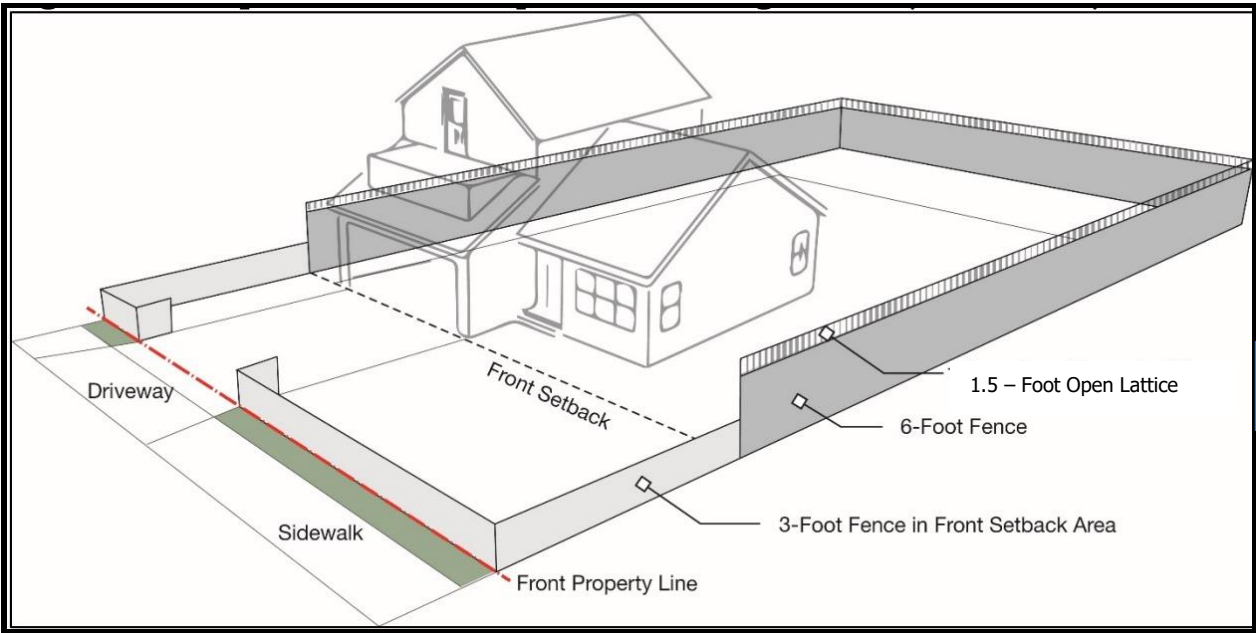 Driveway
Front Setback
1.5 – Foot Open Lattice
6-Foot Fence
3-Foot Fence in Front Setback Area
Sidewalk
Front Property Line